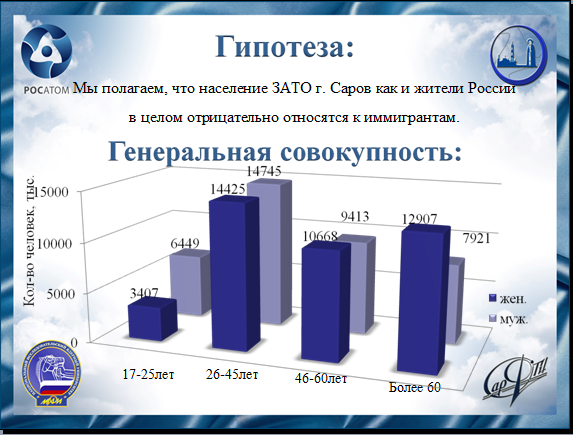 Гипотеза:
РОСАТОМ
Мы полагаем, что население ЗАТО г. Саров как и жители России
в целом отрицательно относятся к иммигрантам.
Генеральная совокупность:
Кол-во человек, тыс.
15000
10000
5000
0
3407
6449
14425
14745
10668
9413
12907
7921
жен.
муж.
17-25лет
26-45лет
46-60лет
Более 60
СарФТИ